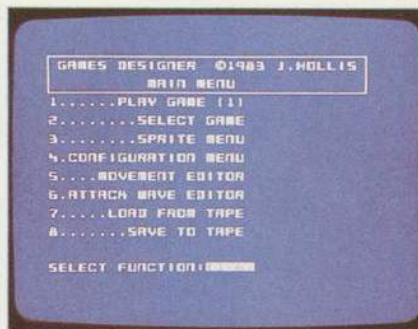 GAMES DESIGNER ©1983 J.HOLLIS
MAIN MENU
1......PLAY GAME (1)
2........SELECT GAME
3........SPRITE MENU
4.CONFIGURATION MENU
5....MOVEMENT EDITOR
6.ATTACK WAVE EDITOR
7.....LOAD FROM TAPE
8.......SAVE TO TAPE
SELECT FUNCTION: